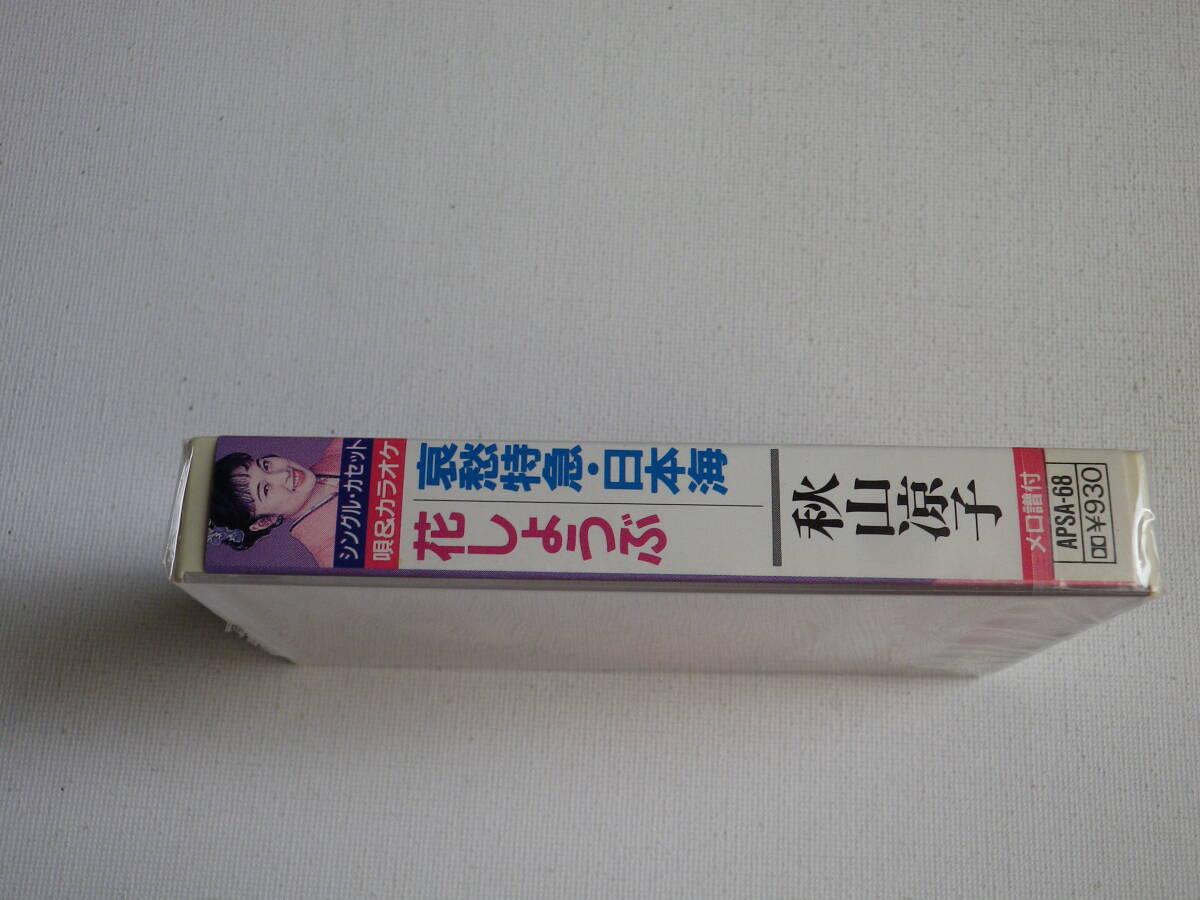 シングル・カセット
唄&カラオケ
哀愁特急・日本海
花しょうぶ
秋山涼子
メロ譜付
APSA-68
¥930